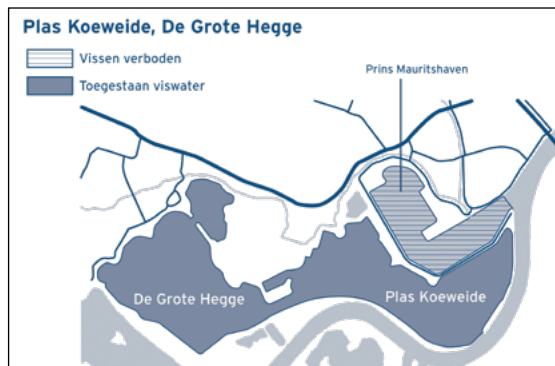 Plas Koeweide, De Grote Hegge
Vissen verboden
Toegestaan viswater
Prins Mauritshaven
De Grote Hegge
Plas Koeweide